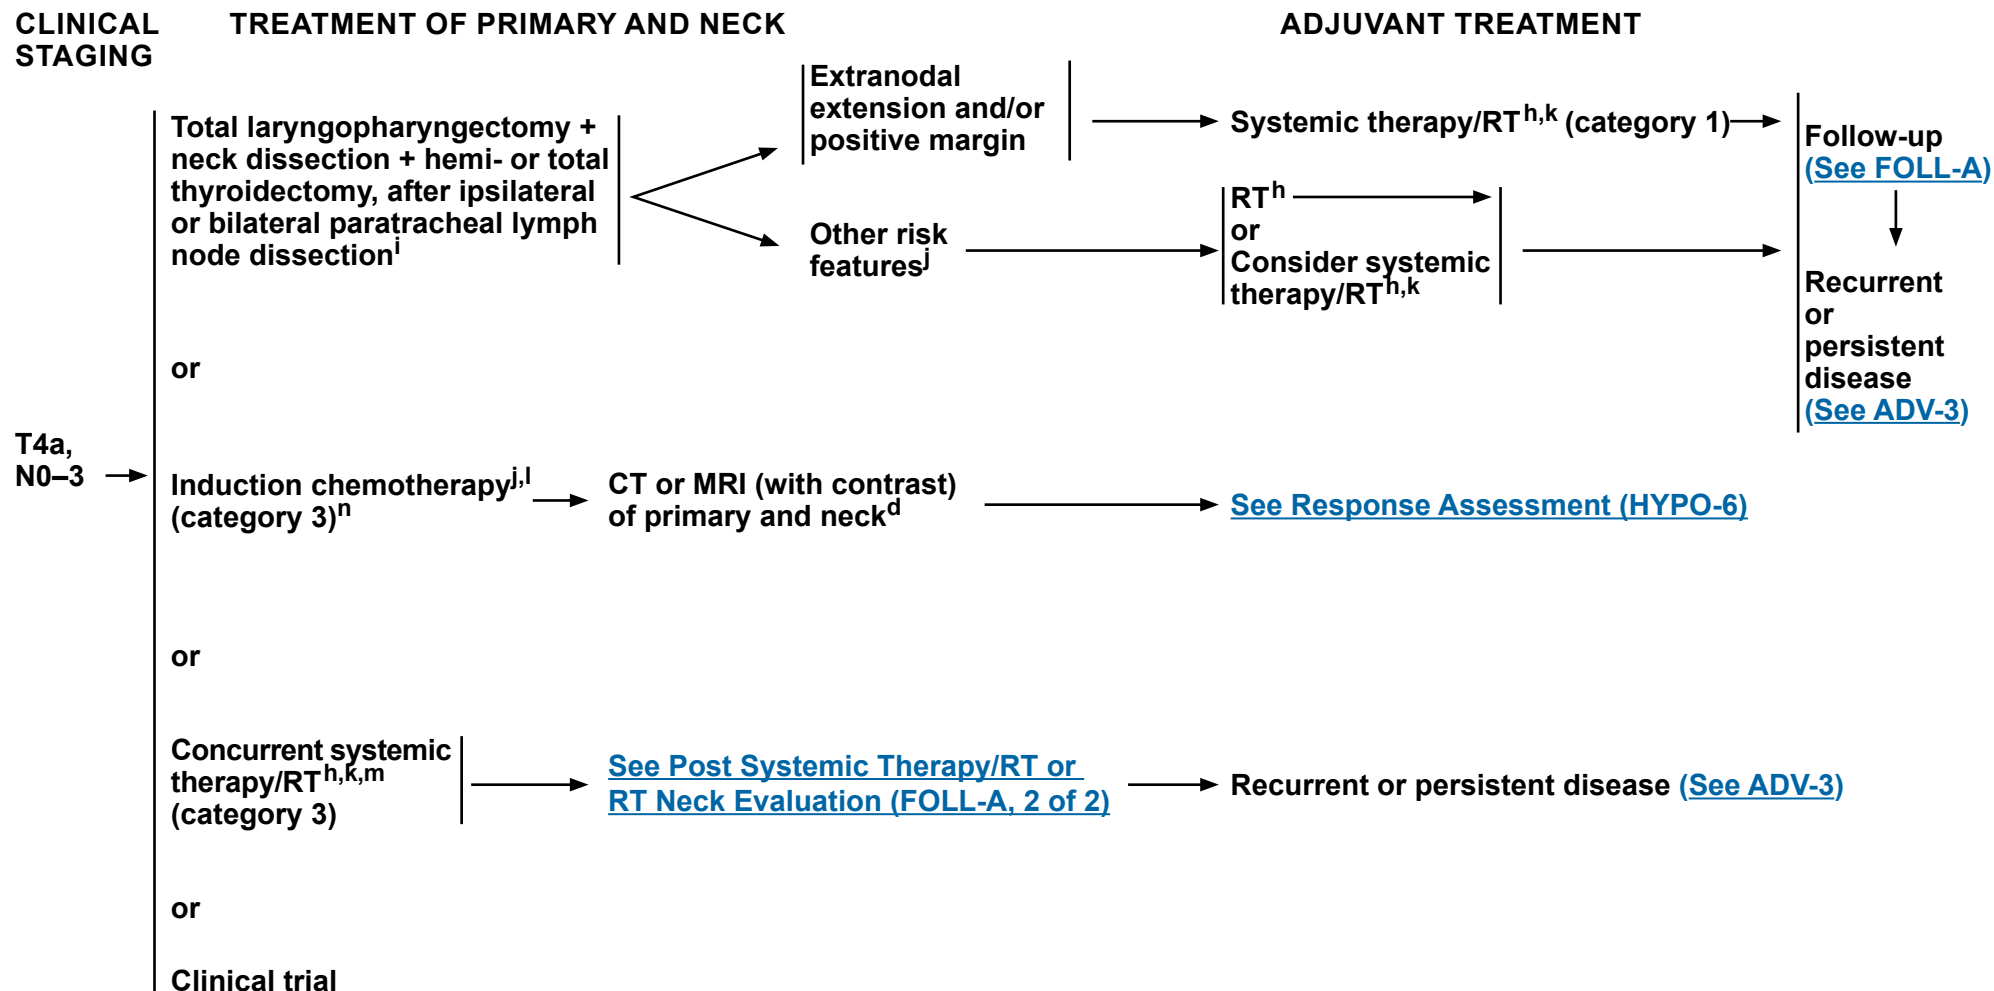 CLINICAL
STAGING
TREATMENT OF PRIMARY AND NECK
ADJUVANT TREATMENT
T4a,
N0–3
Total laryngopharyngectomy +
neck dissection + hemi- or total
thyroidectomy, after ipsilateral
or bilateral paratracheal lymph
node dissectioni
Extranodal
extension and/or
positive margin
Systemic therapy/RTh,k (category 1)
Other risk
featuresj
RTh
or
Consider systemic
therapy/RTh,k
Follow-up
(See FOLL-A)
Recurrent
or
persistent
disease
(See ADV-3)
or
Induction chemotherapyj,l
(category 3)n
CT or MRI (with contrast)
of primary and neckd
See Response Assessment (HYPO-6)
or
Concurrent systemic
therapy/RTh,k,m
(category 3)
See Post Systemic Therapy/RT or
RT Neck Evaluation (FOLL-A, 2 of 2)
Recurrent or persistent disease (See ADV-3)
or
Clinical trial